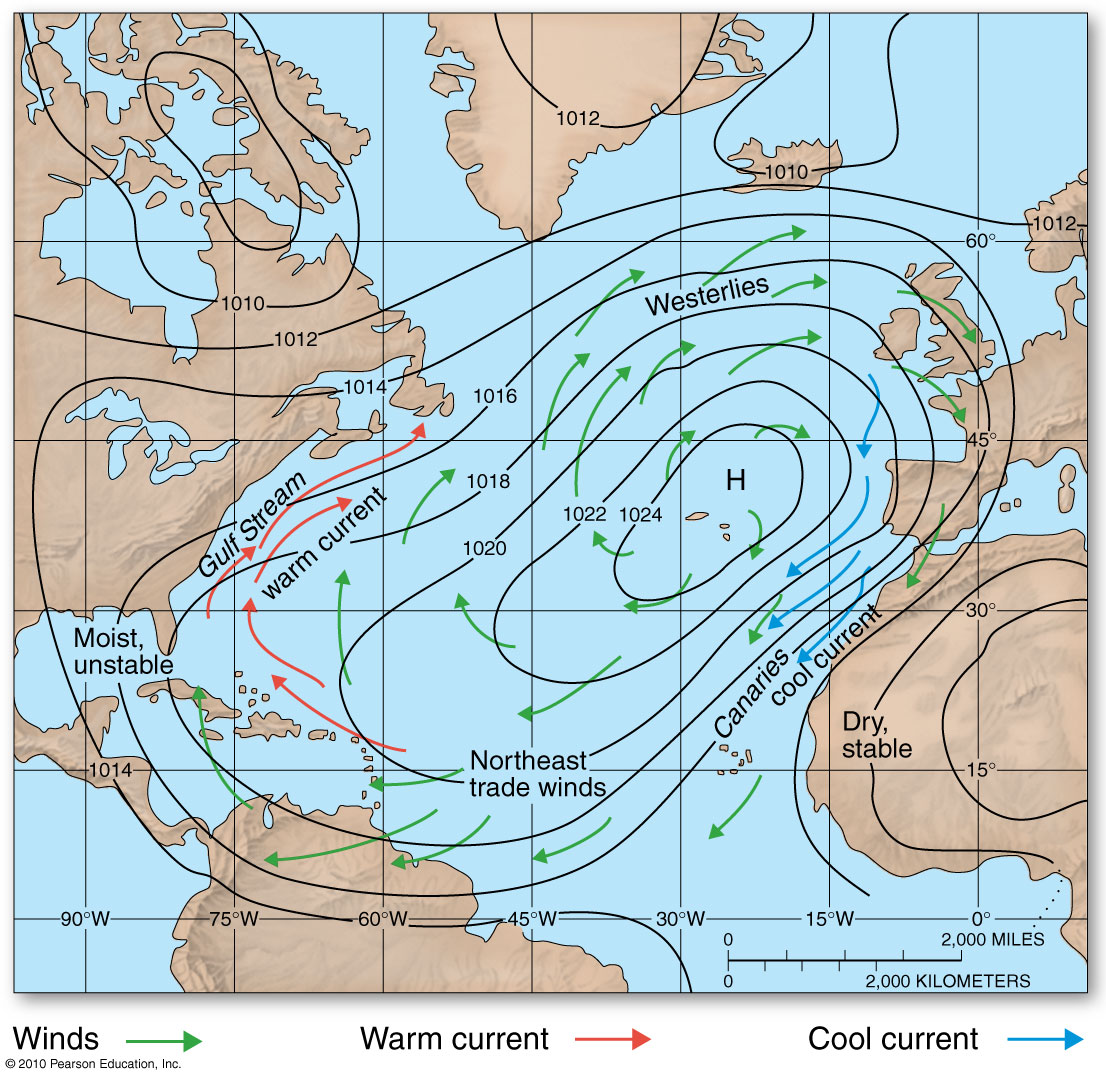 1012
1010
1012
60°
1010
Westerlies
1012
1014
1016
45°
Gulf Stream
warm current
1018
H
1022
1024
1020
30°
Moist,
unstable
Canaries
cool current
Dry,
stable
Northeast
trade winds
1014
15°
90°W
75°W
60°W
45°W
30°W
15°W
0°
0
2,000 MILES
0
2,000 KILOMETERS
Winds
Warm current
Cool current
© 2010 Pearson Education, Inc.